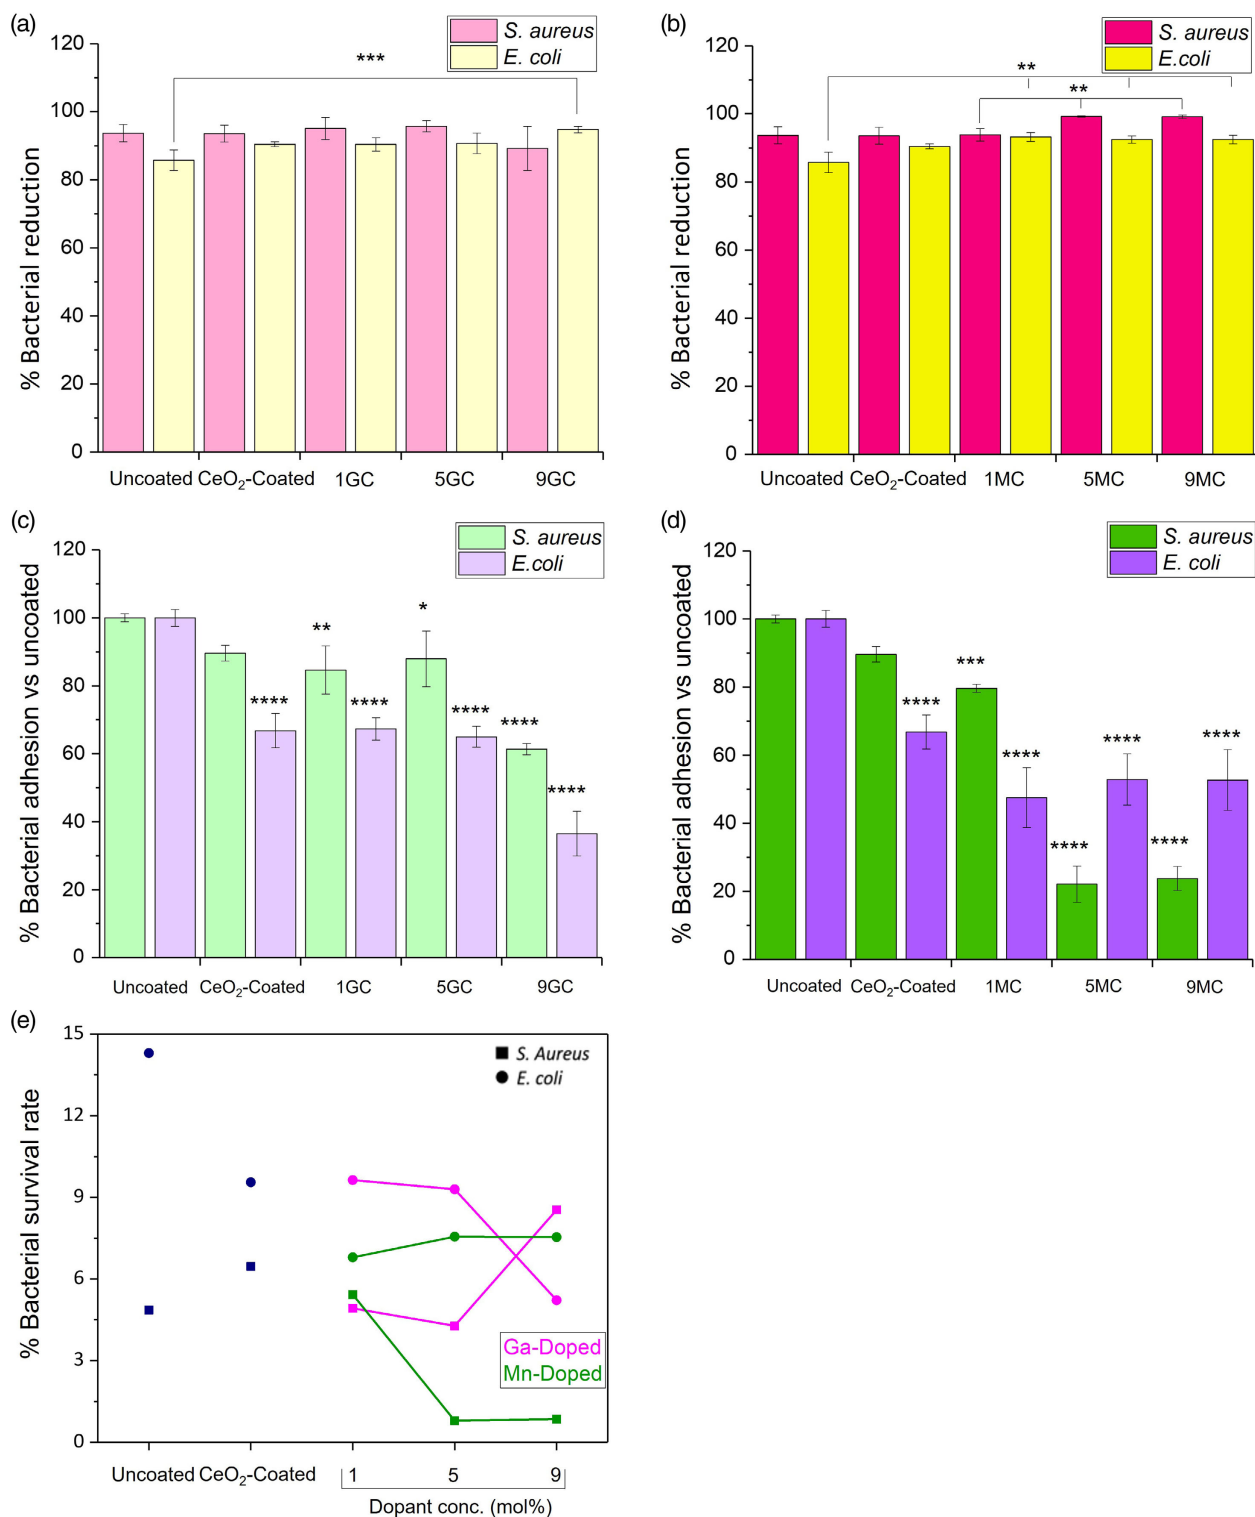 (a)
S. aureus
E. coli
***
% Bacterial reduction
120
100
80
60
40
20
0
Uncoated CeO₂-Coated 1GC 5GC 9GC
(b)
S. aureus
E.coli
**
**
% Bacterial reduction
120
100
80
60
40
20
0
Uncoated CeO₂-Coated 1MC 5MC 9MC
(c)
S. aureus
E.coli
% Bacterial adhesion vs uncoated
120
100
80
60
40
20
0
****
**
****
*
****
****
****
Uncoated CeO₂-Coated 1GC 5GC 9GC
(d)
S. aureus
E. coli
% Bacterial adhesion vs uncoated
120
100
80
60
40
20
0
****
***
****
****
****
****
****
Uncoated CeO₂-Coated 1MC 5MC 9MC
(e)
S. Aureus
E. coli
% Bacterial survival rate
15
12
9
6
3
0
Ga-Doped
Mn-Doped
Uncoated CeO₂-Coated 1 5 9
Dopant conc. (mol%)